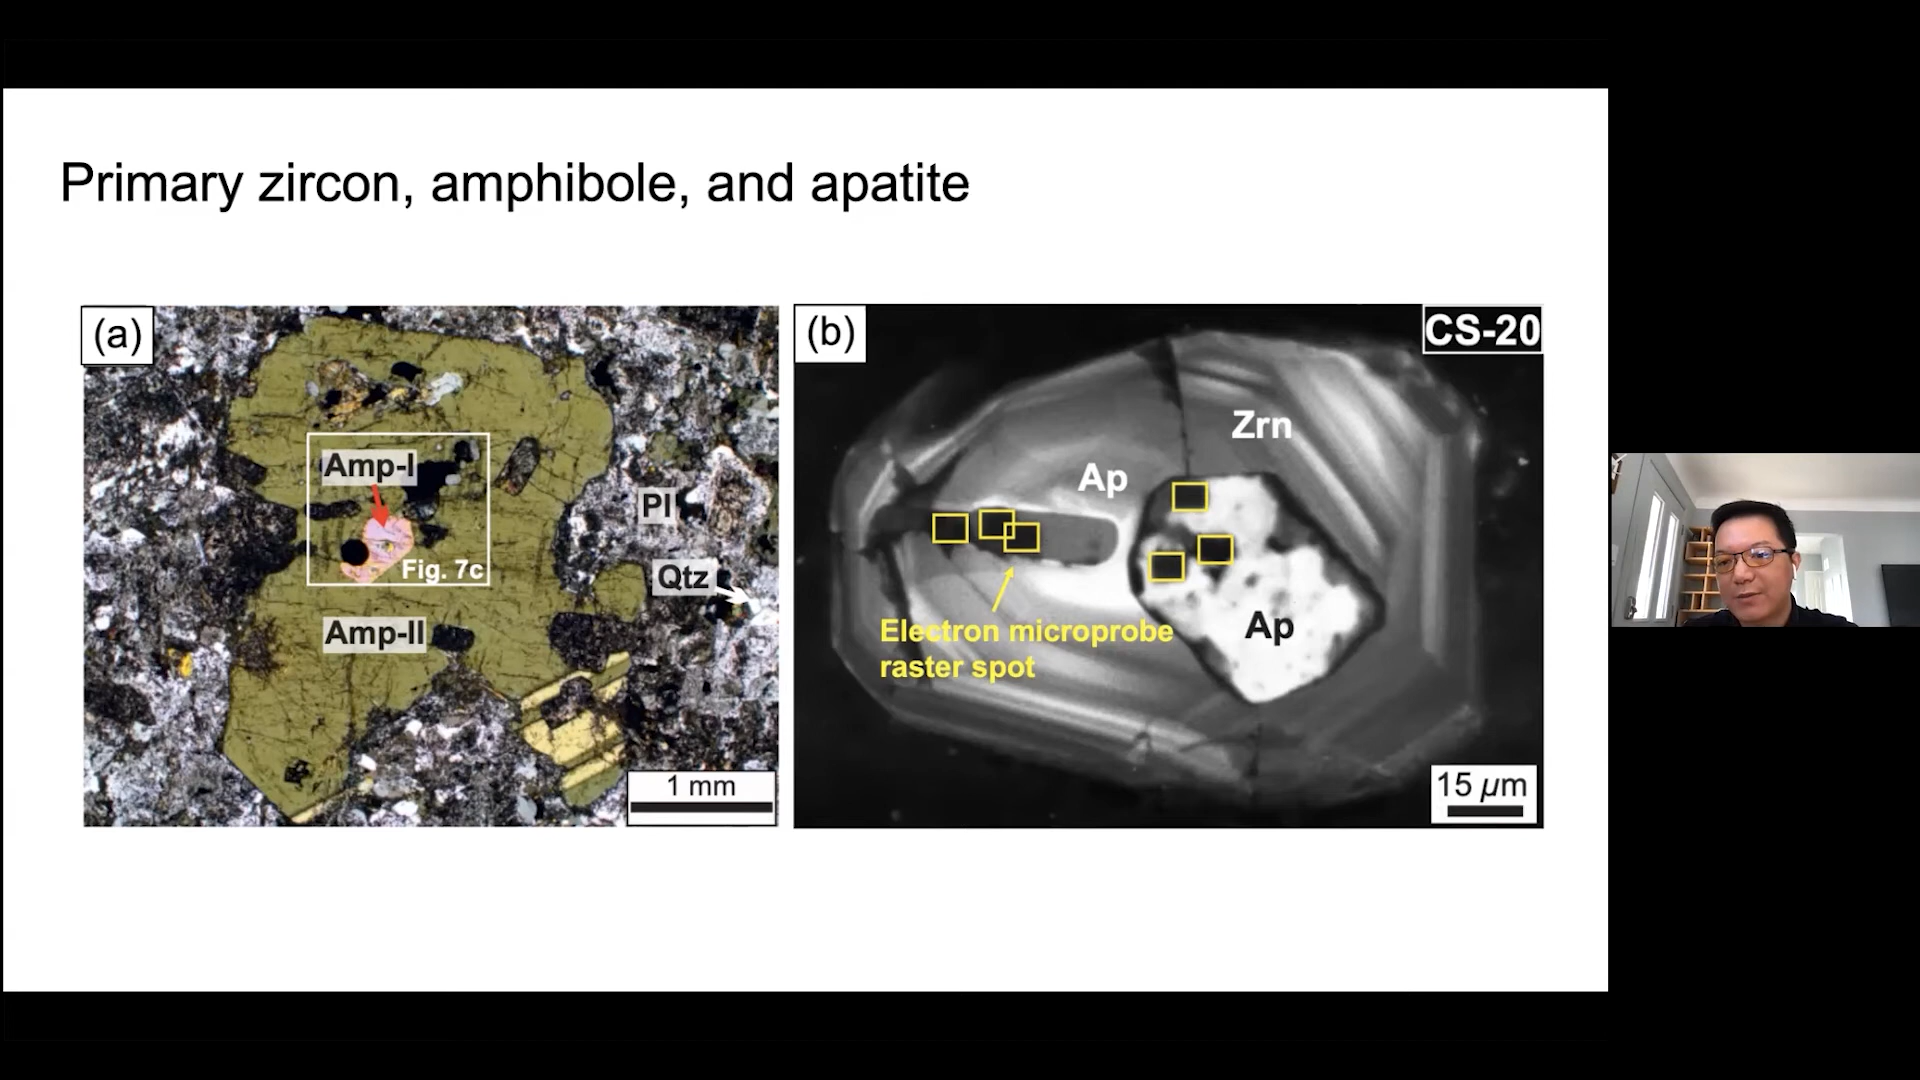 Primary zircon, amphibole, and apatite
(a)
Amp-I
Fig. 7c
Pl
Qtz
Amp-II
1 mm
(b)
CS-20
Zrn
Ap
Ap
Electron microprobe
raster spot
15 µm